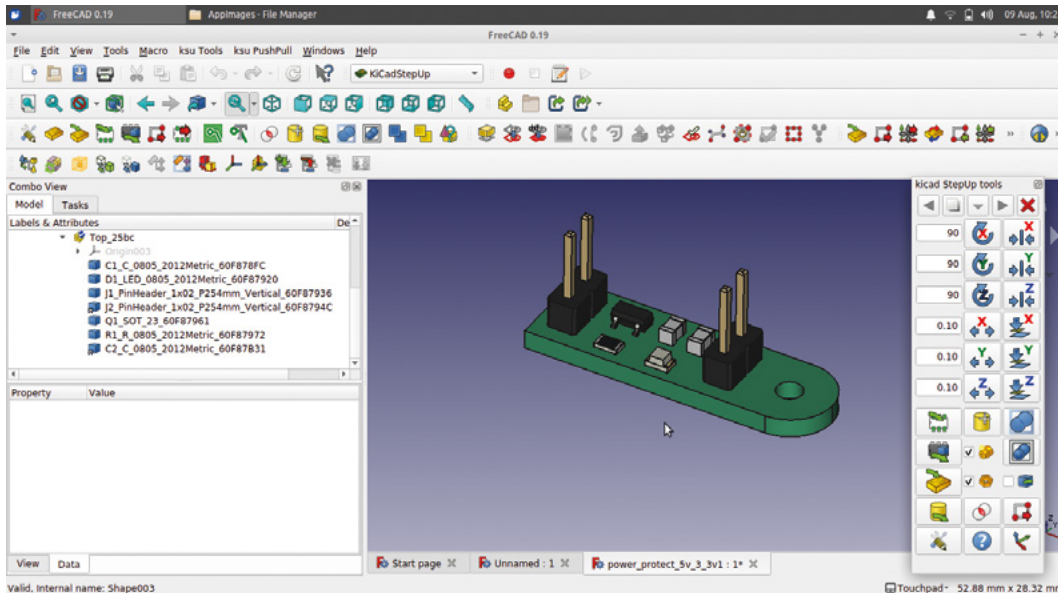 FreeCAD 0.19
AppImages - File Manager
09 Aug, 10:2
FreeCAD 0.19
File Edit View Tools Macro ksu Tools ksu PushPull Windows Help
KiCadStepUp
Combo View
Model Tasks
Labels & Attributes De
Top_25bc
Origin003
C1_C_0805_2012Metric_60F878FC
D1_LED_0805_2012Metric_60F87920
J1_PinHeader_1x02_P254mm_Vertical_60F87936
J2_PinHeader_1x02_P254mm_Vertical_60F8794C
Q1_SOT_23_60F87961
R1_R_0805_2012Metric_60F87972
C2_C_0805_2012Metric_60F87B31
Property Value
View Data
kicad StepUp tools
90 X X
90 Y Y
90 Z Z
0.10 X X
0.10 Y Y
0.10 Z Z
Start page
Unnamed : 1
power_protect_5v_3_3v1 : 1*
Valid, Internal name: Shape003
Touchpad 52.88 mm x 28.32 mm